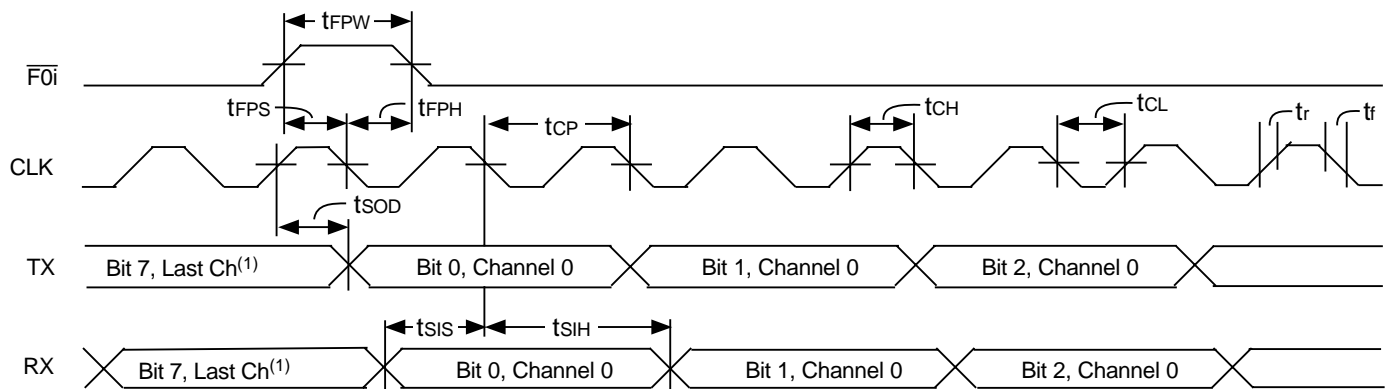 tFPW
F0i
tFPS
tFPH
tCP
tCH
tCL
tr
tf
CLK
tSOD
TX
Bit 7, Last Ch(1)
Bit 0, Channel 0
Bit 1, Channel 0
Bit 2, Channel 0
tSIS
tSIH
RX
Bit 7, Last Ch(1)
Bit 0, Channel 0
Bit 1, Channel 0
Bit 2, Channel 0